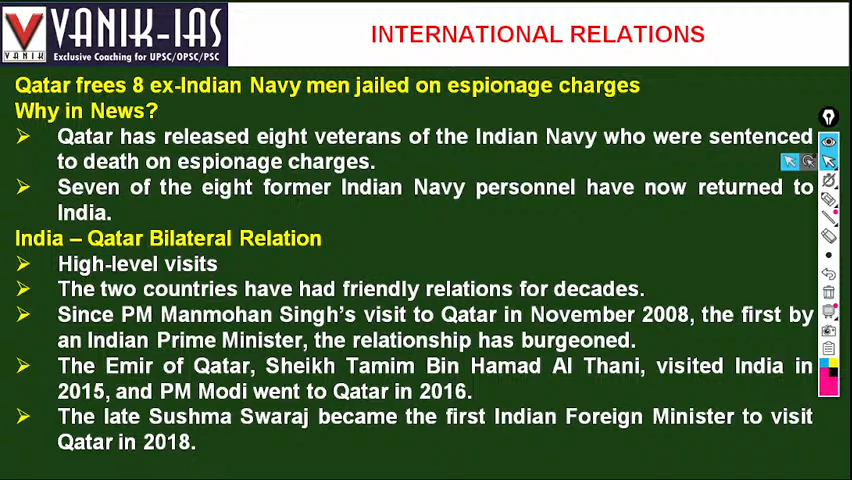 VANIK-IAS
Exclusive Coaching for UPSC/OPSC/PSC
VANIK
INTERNATIONAL RELATIONS
Qatar frees 8 ex-Indian Navy men jailed on espionage charges
Why in News?
Qatar has released eight veterans of the Indian Navy who were sentenced
to death on espionage charges.
Seven of the eight former Indian Navy personnel have now returned to
India.
India – Qatar Bilateral Relation
High-level visits
The two countries have had friendly relations for decades.
Since PM Manmohan Singh's visit to Qatar in November 2008, the first by
an Indian Prime Minister, the relationship has burgeoned.
The Emir of Qatar, Sheikh Tamim Bin Hamad Al Thani, visited India in
2015, and PM Modi went to Qatar in 2016.
The late Sushma Swaraj became the first Indian Foreign Minister to visit
Qatar in 2018.